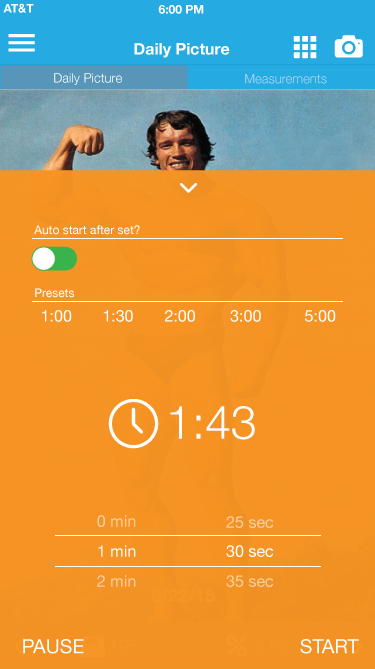 AT&T 6:00 PM
Daily Picture
Daily Picture Measurements
Auto start after set?
Presets
1:00 1:30 2:00 3:00 5:00
1:43
0 min 25 sec
1 min 30 sec
2 min 35 sec
%
PAUSE START